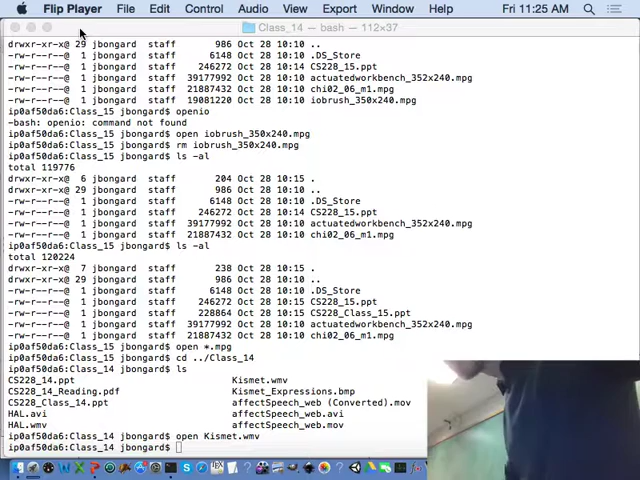 Flip Player File Edit Control Audio View Export Window Help Fri 11:25 AM
Class_14 — bash — 112×37
drwxr-xr-x@ 29 jbongard staff 986 Oct 28 10:10 ..
-rw-r--r--@ 1 jbongard staff 6148 Oct 28 10:10 .DS_Store
-rw-r--r--@ 1 jbongard staff 246272 Oct 28 10:14 CS228_15.ppt
-rw-r--r--@ 1 jbongard staff 39177992 Oct 28 10:10 actuatedworkbench_352x240.mpg
-rw-r--r--@ 1 jbongard staff 21887432 Oct 28 10:10 chi02_06_m1.mpg
-rw-r--r--@ 1 jbongard staff 19081220 Oct 28 10:10 iobrush_350x240.mpg
ip0af50da6:Class_15 jbongard$ openio
-bash: openio: command not found
ip0af50da6:Class_15 jbongard$ open iobrush_350x240.mpg
ip0af50da6:Class_15 jbongard$ rm iobrush_350x240.mpg
ip0af50da6:Class_15 jbongard$ ls -al
total 119776
drwxr-xr-x@ 6 jbongard staff 204 Oct 28 10:15 .
drwxr-xr-x@ 29 jbongard staff 986 Oct 28 10:10 ..
-rw-r--r--@ 1 jbongard staff 6148 Oct 28 10:10 .DS_Store
-rw-r--r--@ 1 jbongard staff 246272 Oct 28 10:14 CS228_15.ppt
-rw-r--r--@ 1 jbongard staff 39177992 Oct 28 10:10 actuatedworkbench_352x240.mpg
-rw-r--r--@ 1 jbongard staff 21887432 Oct 28 10:10 chi02_06_m1.mpg
ip0af50da6:Class_15 jbongard$ ls -al
total 120224
drwxr-xr-x@ 7 jbongard staff 238 Oct 28 10:15 .
drwxr-xr-x@ 29 jbongard staff 986 Oct 28 10:10 ..
-rw-r--r--@ 1 jbongard staff 6148 Oct 28 10:10 .DS_Store
-rw-r--r--@ 1 jbongard staff 246272 Oct 28 10:15 CS228_15.ppt
-rw-r--r--@ 1 jbongard staff 228864 Oct 28 10:15 CS228_Class_15.ppt
-rw-r--r--@ 1 jbongard staff 39177992 Oct 28 10:10 actuatedworkbench_352x240.mpg
-rw-r--r--@ 1 jbongard staff 21887432 Oct 28 10:10 chi02_06_m1.mpg
ip0af50da6:Class_15 jbongard$ open *.mpg
ip0af50da6:Class_15 jbongard$ cd ../Class_14
ip0af50da6:Class_14 jbongard$ ls
CS228_14.ppt Kismet.wmv
CS228_14_Reading.pdf Kismet_Expressions.bmp
CS228_Class_14.ppt affectSpeech_web (Converted).mov
HAL.avi affectSpeech_web.avi
HAL.wmv affectSpeech_web.mov
ip0af50da6:Class_14 jbongard$ open Kismet.wmv
ip0af50da6:Class_14 jbongard$